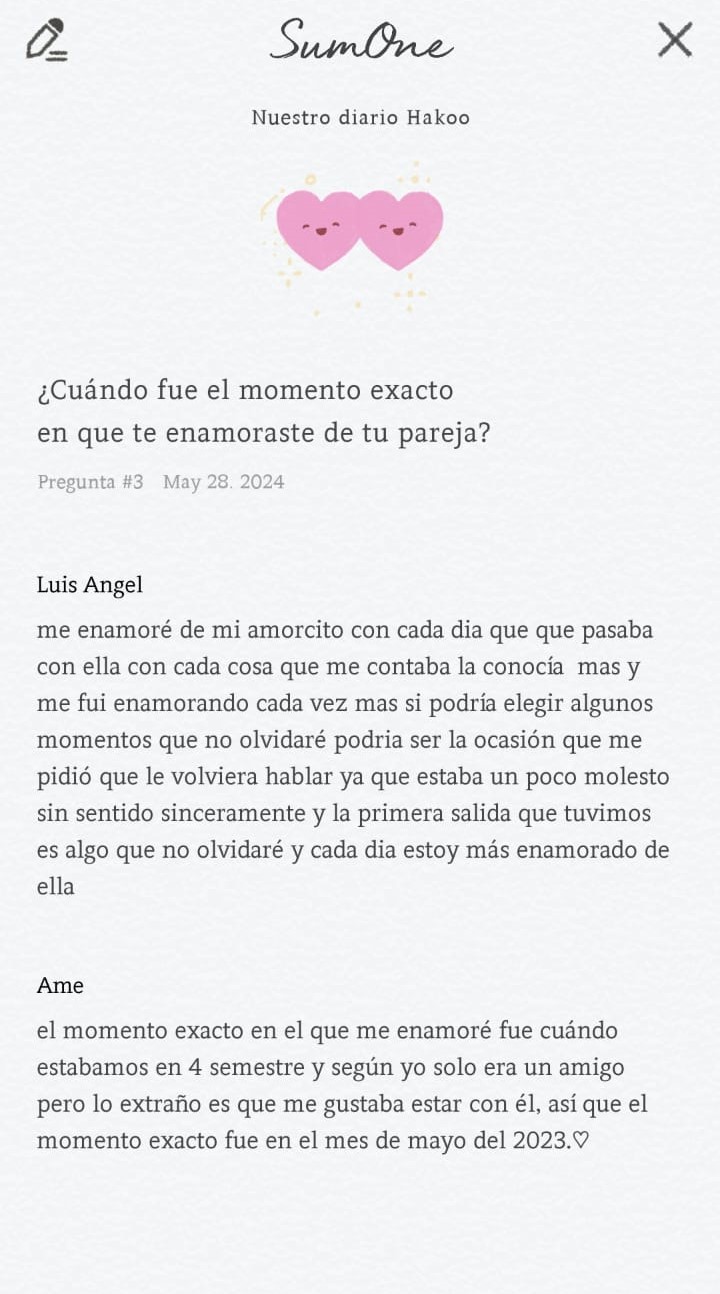 SumOne
Nuestro diario Hakoo
¿Cuándo fue el momento exacto
en que te enamoraste de tu pareja?
Pregunta #3 May 28. 2024
Luis Angel
me enamoré de mi amorcito con cada dia que que pasaba
con ella con cada cosa que me contaba la conocía mas y
me fui enamorando cada vez mas si podría elegir algunos
momentos que no olvidaré podria ser la ocasión que me
pidió que le volviera hablar ya que estaba un poco molesto
sin sentido sinceramente y la primera salida que tuvimos
es algo que no olvidaré y cada dia estoy más enamorado de
ella
Ame
el momento exacto en el que me enamoré fue cuándo
estabamos en 4 semestre y según yo solo era un amigo
pero lo extraño es que me gustaba estar con él, así que el
momento exacto fue en el mes de mayo del 2023.♡